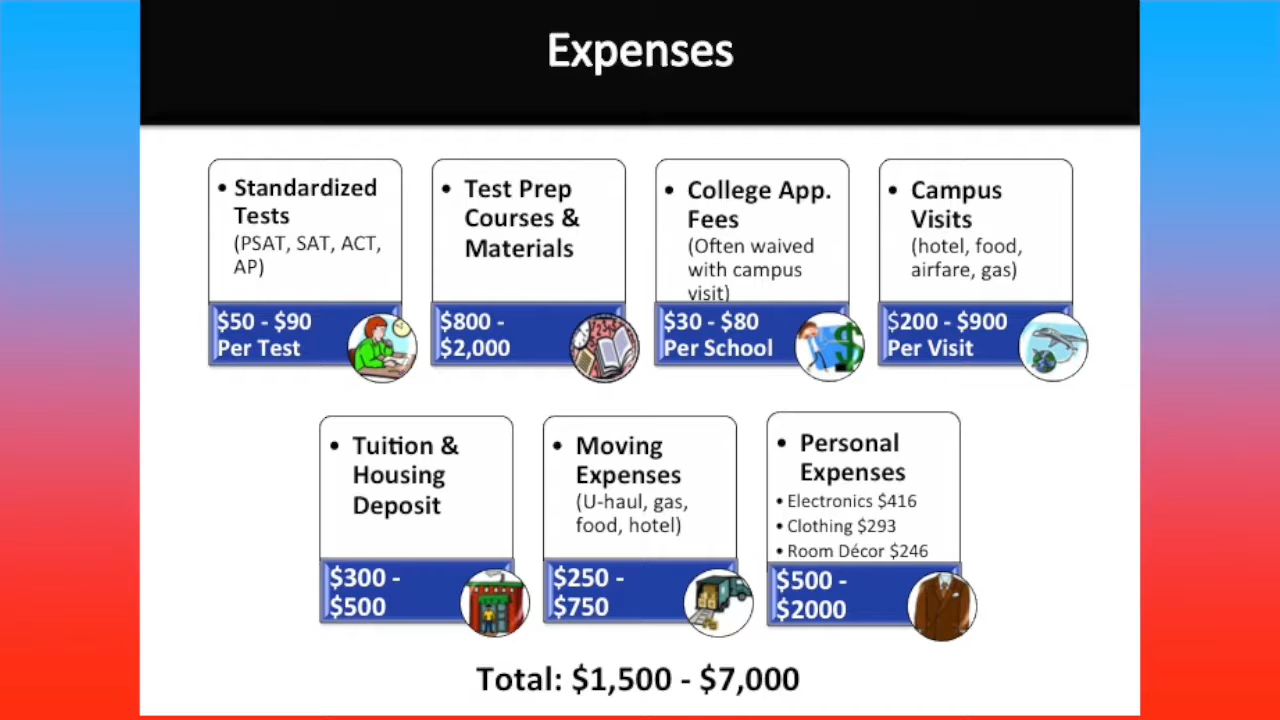 Expenses
• Standardized
Tests
(PSAT, SAT, ACT,
AP)
$50 - $90
Per Test
• Test Prep
Courses &
Materials
$800 -
$2,000
• College App.
Fees
(Often waived
with campus
visit)
$30 - $80
Per School
• Campus
Visits
(hotel, food,
airfare, gas)
$200 - $900
Per Visit
• Tuition &
Housing
Deposit
$300 -
$500
• Moving
Expenses
(U-haul, gas,
food, hotel)
$250 -
$750
• Personal
Expenses
• Electronics $416
• Clothing $293
• Room Décor $246
$500 -
$2000
Total: $1,500 - $7,000